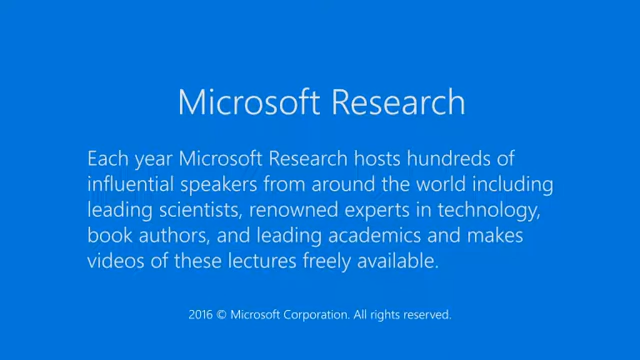 Microsoft Research
Each year Microsoft Research hosts hundreds of
influential speakers from around the world including
leading scientists, renowned experts in technology,
book authors, and leading academics and makes
videos of these lectures freely available.
2016 © Microsoft Corporation. All rights reserved.